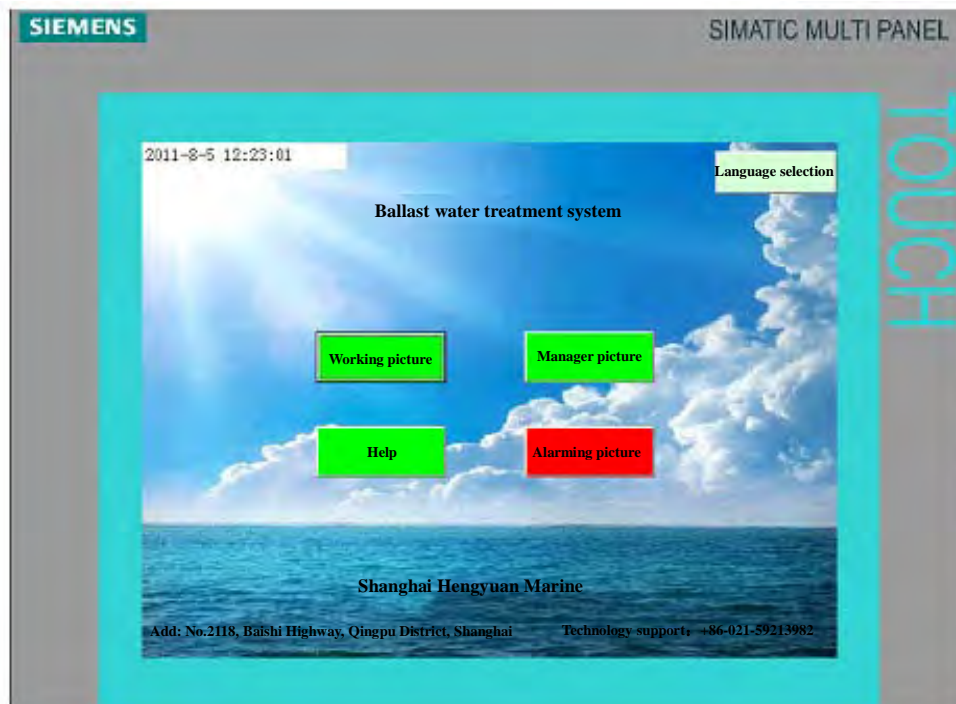 SIEMENS
SIMATIC MULTI PANEL
TOUCH
2011-8-5 12:23:01
Language selection
Ballast water treatment system
Working picture
Manager picture
Help
Alarming picture
Shanghai Hengyuan Marine
Add: No.2118, Baishi Highway, Qingpu District, Shanghai
Technology support：+86-021-59213982